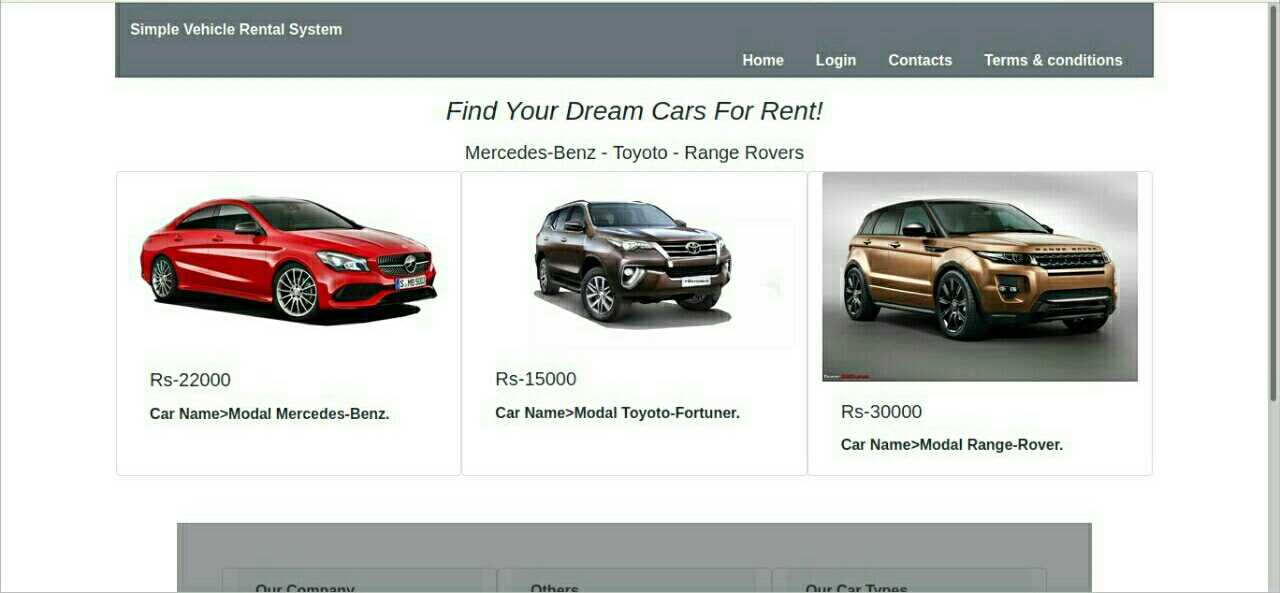 Simple Vehicle Rental System
Home Login Contacts Terms & conditions
Find Your Dream Cars For Rent!
Mercedes-Benz - Toyoto - Range Rovers
RANGE ROVER
Rs-22000
Car Name>Modal Mercedes-Benz.
Rs-15000
Car Name>Modal Toyoto-Fortuner.
Rs-30000
Car Name>Modal Range-Rover.
Our Company
Others
Our Car Types